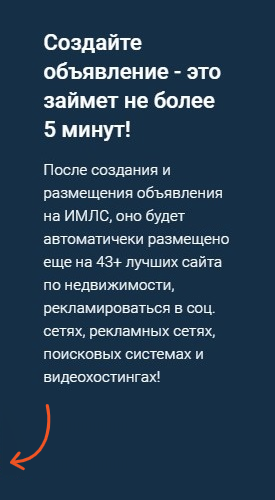 Создайте
объявление - это
займет не более
5 минут!
После создания и
размещения объявления
на ИМЛС, оно будет
автоматичеки размещено
еще на 43+ лучших сайта
по недвижимости,
рекламироваться в соц.
сетях, рекламных сетях,
поисковых системах и
видеохостингах!